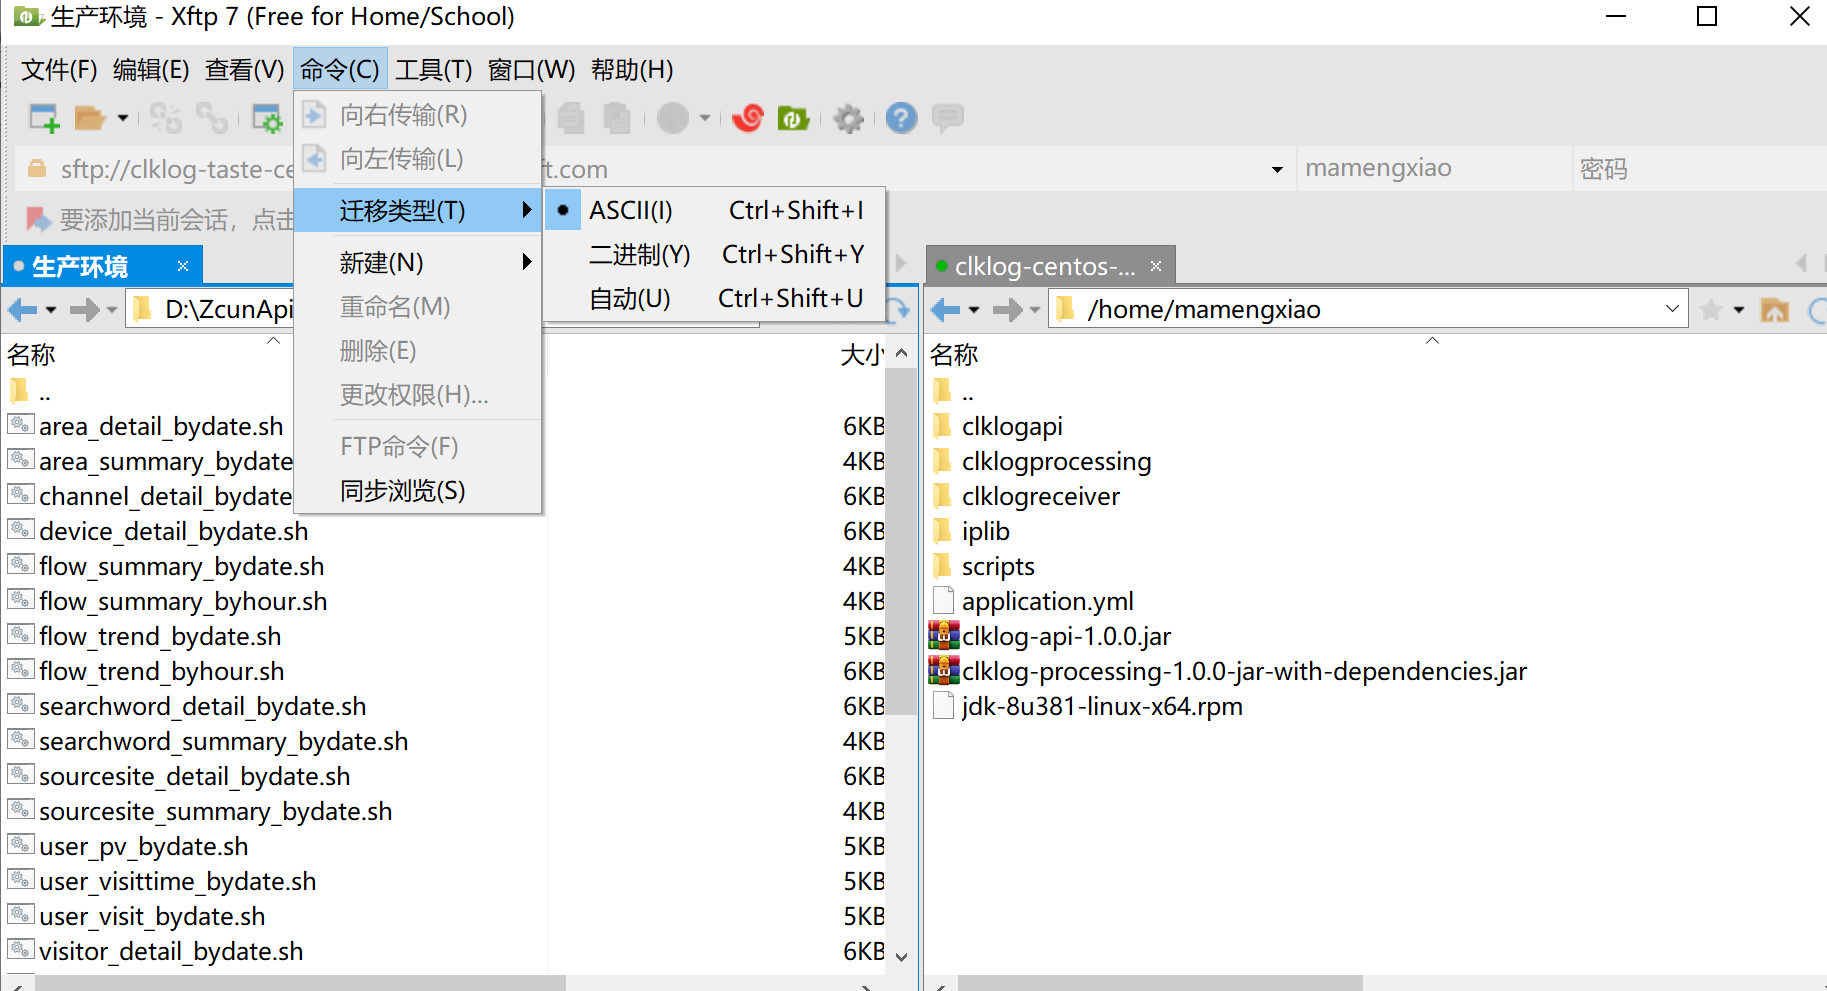 生产环境 - Xftp 7 (Free for Home/School)
文件(F) 编辑(E) 查看(V) 命令(C) 工具(T) 窗口(W) 帮助(H)
向右传输(R)
向左传输(L)
sftp://clklog-taste-ce
ft.com
mamengxiao
密码
迁移类型(T)
ASCII(I) Ctrl+Shift+I
要添加当前会话，点击
二进制(Y) Ctrl+Shift+Y
新建(N)
自动(U) Ctrl+Shift+U
重命名(M)
删除(E)
更改权限(H)...
FTP命令(F)
同步浏览(S)
生产环境
D:\ZcunApi
名称 大小
..
area_detail_bydate.sh 6KB
area_summary_bydate 4KB
channel_detail_bydate 6KB
device_detail_bydate.sh 6KB
flow_summary_bydate.sh 4KB
flow_summary_byhour.sh 4KB
flow_trend_bydate.sh 5KB
flow_trend_byhour.sh 6KB
searchword_detail_bydate.sh 6KB
searchword_summary_bydate.sh 4KB
sourcesite_detail_bydate.sh 6KB
sourcesite_summary_bydate.sh 4KB
user_pv_bydate.sh 5KB
user_visittime_bydate.sh 5KB
user_visit_bydate.sh 5KB
visitor_detail_bydate.sh 6KB
clklog-centos-...
/home/mamengxiao
名称
..
clklogapi
clklogprocessing
clklogreceiver
iplib
scripts
application.yml
clklog-api-1.0.0.jar
clklog-processing-1.0.0-jar-with-dependencies.jar
jdk-8u381-linux-x64.rpm